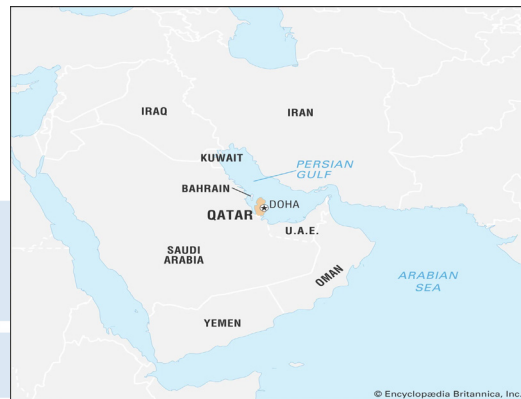 IRAQ
IRAN
KUWAIT
PERSIAN
GULF
BAHRAIN
QATAR
DOHA
U.A.E.
SAUDI
ARABIA
OMAN
ARABIAN
SEA
YEMEN
© Encyclopædia Britannica, Inc.